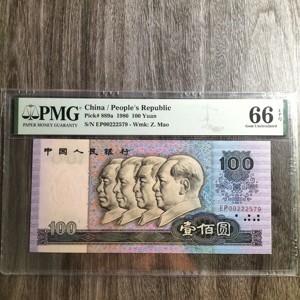 PMG
PAPER MONEY GUARANTY
China / People's Republic
Pick# 889a 1980 100 Yuan
S/N EP00222579 - Wmk: Z. Mao
66 EPQ
Gem Uncirculated
中国人民银行
100
EP00222579
100
壹佰圆